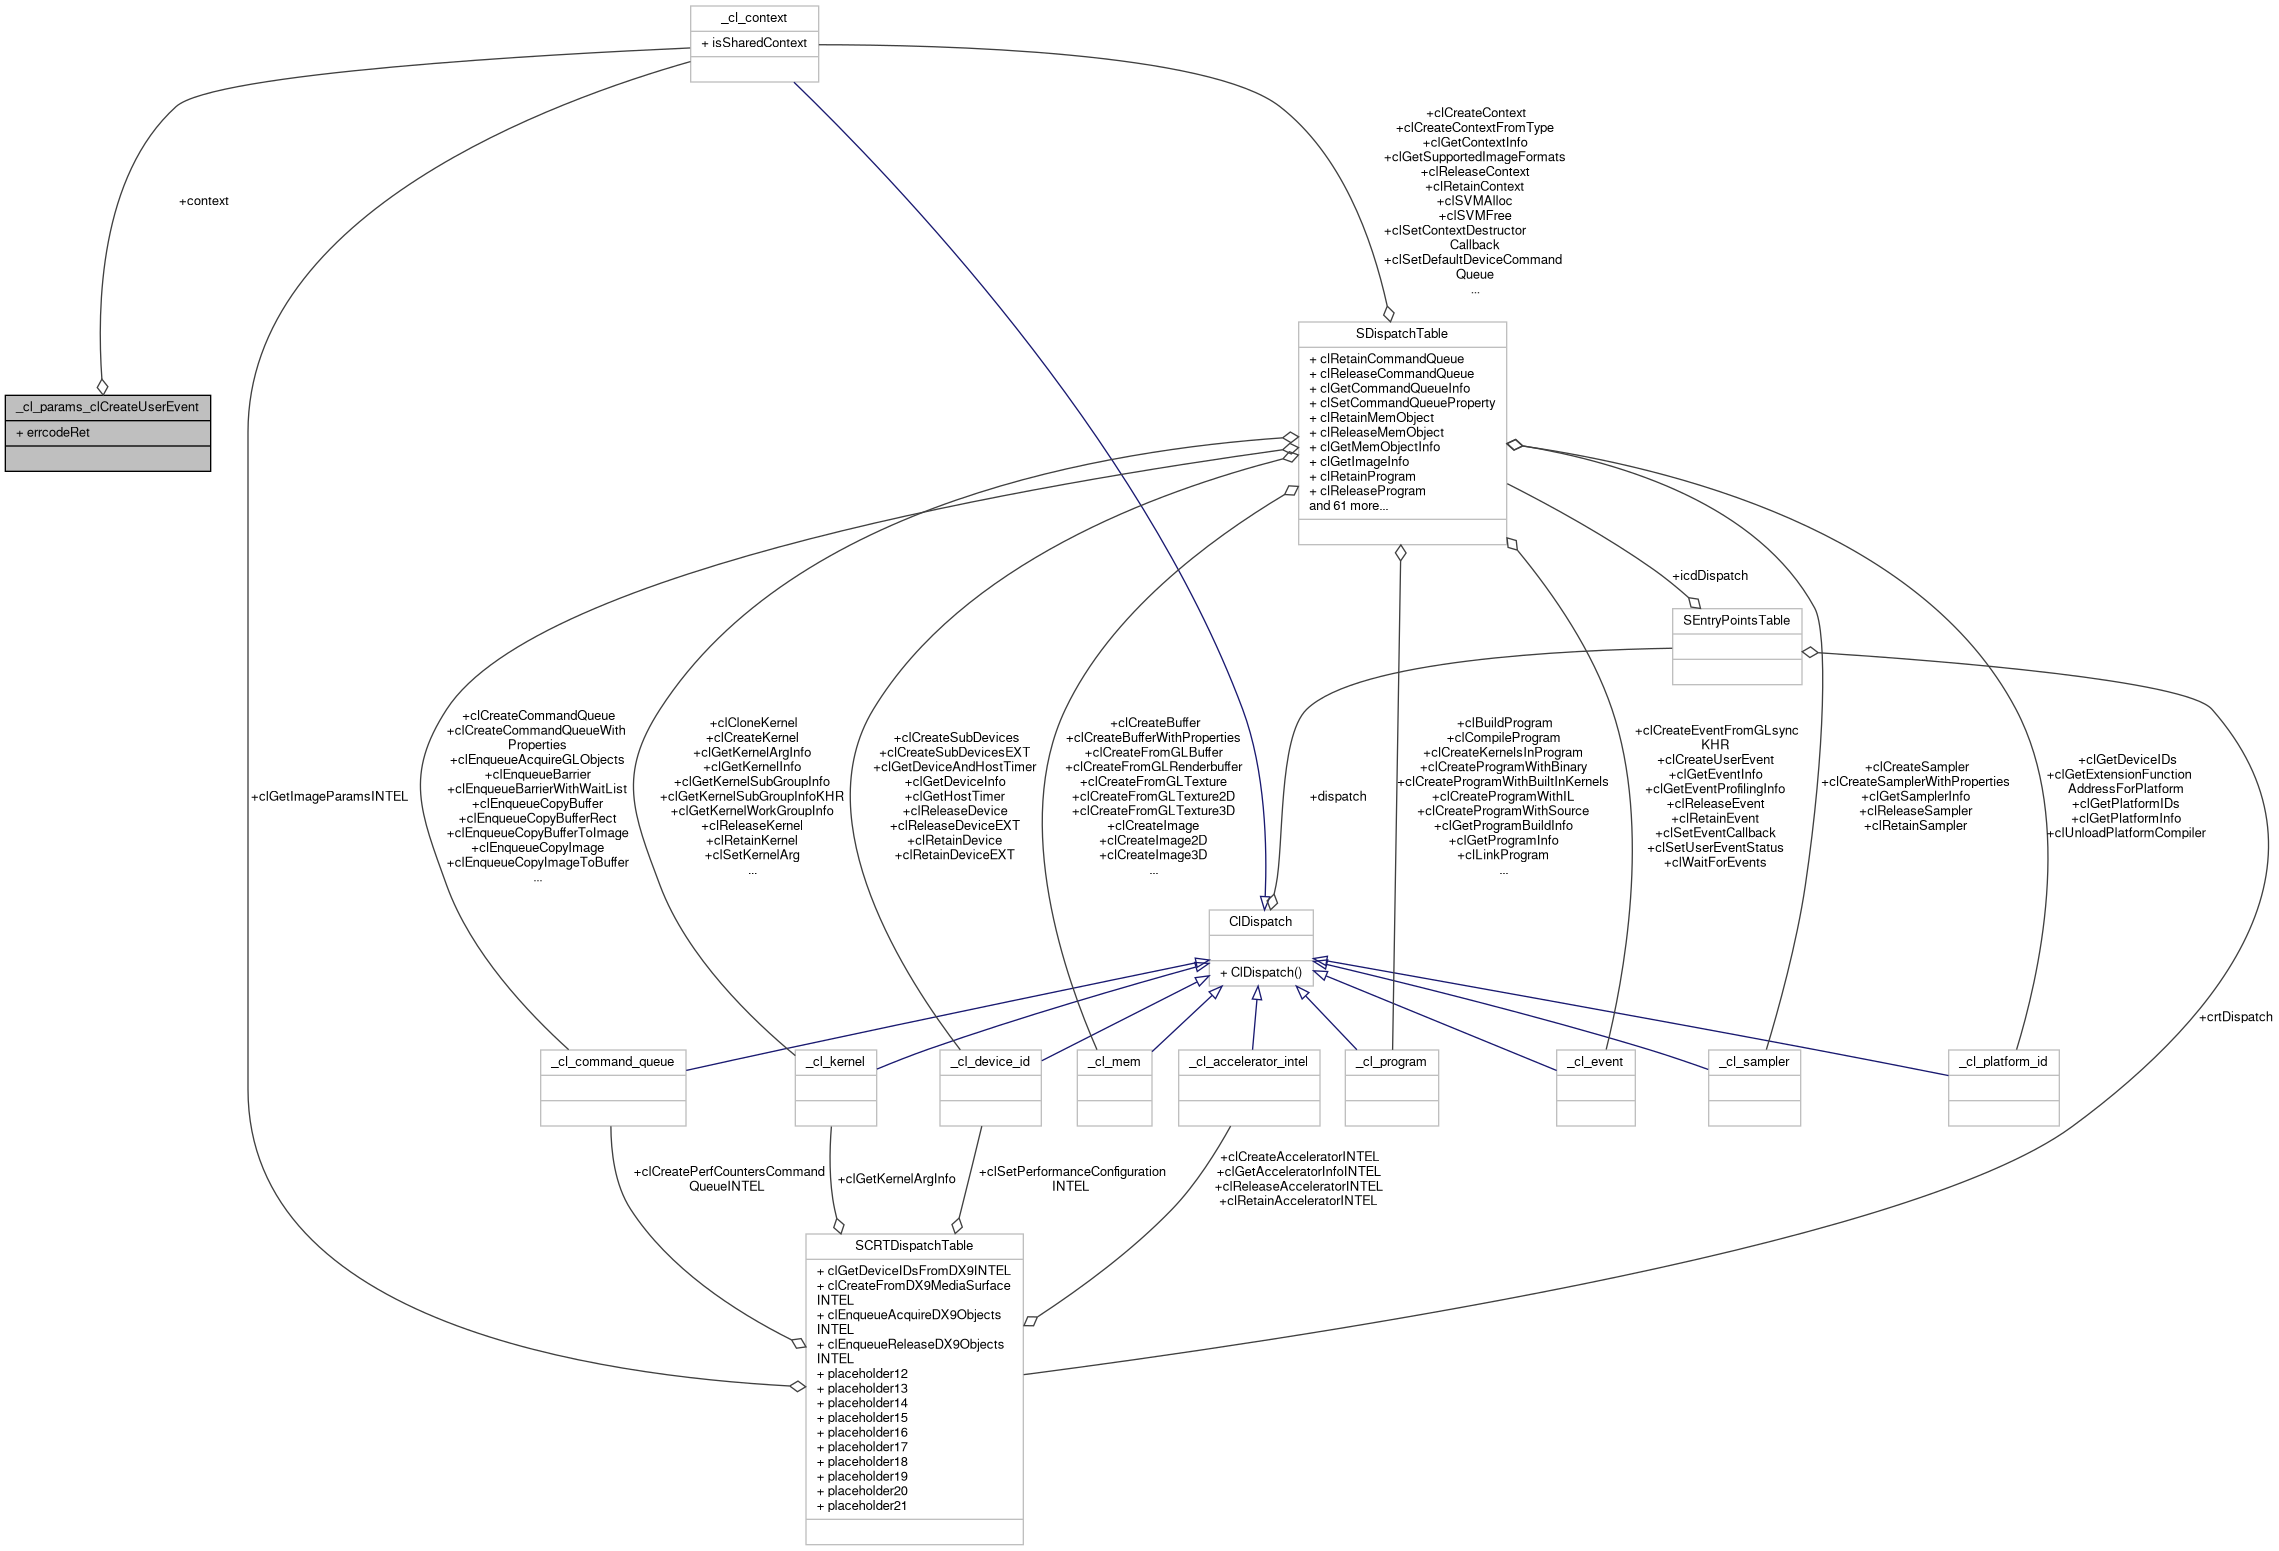 _cl_context
+ isSharedContext
+clCreateContext
+clCreateContextFromType
+clGetContextInfo
+clGetSupportedImageFormats
+clReleaseContext
+clRetainContext
+clSVMAlloc
+clSVMFree
+clSetContextDestructor
Callback
+clSetDefaultDeviceCommand
Queue
...
+context
SDispatchTable
+ clRetainCommandQueue
+ clReleaseCommandQueue
+ clGetCommandQueueInfo
+ clSetCommandQueueProperty
+ clRetainMemObject
+ clReleaseMemObject
+ clGetMemObjectInfo
+ clGetImageInfo
+ clRetainProgram
+ clReleaseProgram
and 61 more...
_cl_params_clCreateUserEvent
+ errcodeRet
+icdDispatch
SEntryPointsTable
+clGetImageParamsINTEL
+clCreateCommandQueue
+clCreateCommandQueueWith
Properties
+clEnqueueAcquireGLObjects
+clEnqueueBarrier
+clEnqueueBarrierWithWaitList
+clEnqueueCopyBuffer
+clEnqueueCopyBufferRect
+clEnqueueCopyBufferToImage
+clEnqueueCopyImage
+clEnqueueCopyImageToBuffer
...
+clCloneKernel
+clCreateKernel
+clGetKernelArgInfo
+clGetKernelInfo
+clGetKernelSubGroupInfo
+clGetKernelSubGroupInfoKHR
+clGetKernelWorkGroupInfo
+clReleaseKernel
+clRetainKernel
+clSetKernelArg
...
+clCreateSubDevices
+clCreateSubDevicesEXT
+clGetDeviceAndHostTimer
+clGetDeviceInfo
+clGetHostTimer
+clReleaseDevice
+clReleaseDeviceEXT
+clRetainDevice
+clRetainDeviceEXT
+clCreateBuffer
+clCreateBufferWithProperties
+clCreateFromGLBuffer
+clCreateFromGLRenderbuffer
+clCreateFromGLTexture
+clCreateFromGLTexture2D
+clCreateFromGLTexture3D
+clCreateImage
+clCreateImage2D
+clCreateImage3D
...
+dispatch
+clBuildProgram
+clCompileProgram
+clCreateKernelsInProgram
+clCreateProgramWithBinary
+clCreateProgramWithBuiltInKernels
+clCreateProgramWithIL
+clCreateProgramWithSource
+clGetProgramBuildInfo
+clGetProgramInfo
+clLinkProgram
...
+clCreateEventFromGLsync
KHR
+clCreateUserEvent
+clGetEventInfo
+clGetEventProfilingInfo
+clReleaseEvent
+clRetainEvent
+clSetEventCallback
+clSetUserEventStatus
+clWaitForEvents
+clCreateSampler
+clCreateSamplerWithProperties
+clGetSamplerInfo
+clReleaseSampler
+clRetainSampler
+clGetDeviceIDs
+clGetExtensionFunction
AddressForPlatform
+clGetPlatformIDs
+clGetPlatformInfo
+clUnloadPlatformCompiler
ClDispatch
+ ClDispatch()
+crtDispatch
_cl_command_queue
_cl_kernel
_cl_device_id
_cl_mem
_cl_accelerator_intel
_cl_program
_cl_event
_cl_sampler
_cl_platform_id
+clCreatePerfCountersCommand
QueueINTEL
+clGetKernelArgInfo
+clSetPerformanceConfiguration
INTEL
+clCreateAcceleratorINTEL
+clGetAcceleratorInfoINTEL
+clReleaseAcceleratorINTEL
+clRetainAcceleratorINTEL
SCRTDispatchTable
+ clGetDeviceIDsFromDX9INTEL
+ clCreateFromDX9MediaSurface
INTEL
+ clEnqueueAcquireDX9Objects
INTEL
+ clEnqueueReleaseDX9Objects
INTEL
+ placeholder12
+ placeholder13
+ placeholder14
+ placeholder15
+ placeholder16
+ placeholder17
+ placeholder18
+ placeholder19
+ placeholder20
+ placeholder21